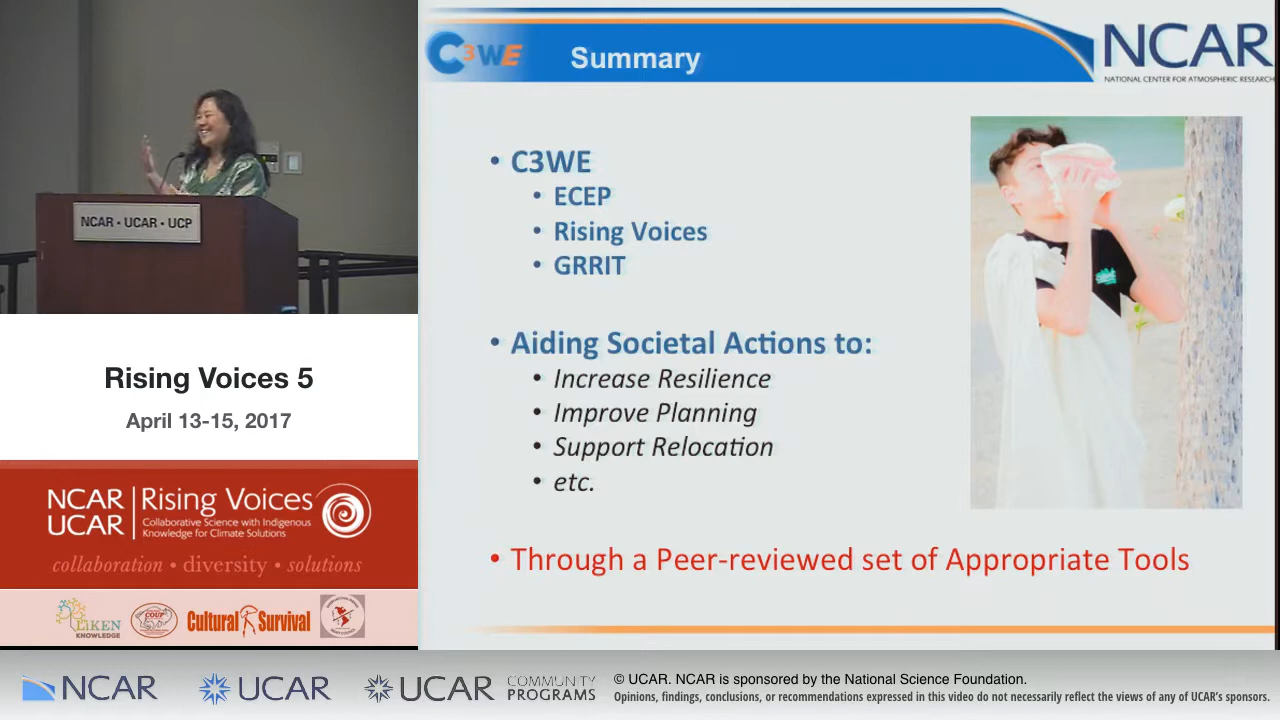 NCAR • UCAR • UCP
Rising Voices 5
April 13-15, 2017
NCAR
UCAR
Rising Voices
Collaborative Science with Indigenous
Knowledge for Climate Solutions
collaboration • diversity • solutions
LiKEN
KNOWLEDGE
Cultural Survival
C3WE
Summary
NCAR
NATIONAL CENTER FOR ATMOSPHERIC RESEARCH
• C3WE
• ECEP
• Rising Voices
• GRRIT
• Aiding Societal Actions to:
• Increase Resilience
• Improve Planning
• Support Relocation
• etc.
• Through a Peer-reviewed set of Appropriate Tools
NCAR
UCAR
UCAR
COMMUNITY
PROGRAMS
© UCAR. NCAR is sponsored by the National Science Foundation.
Opinions, findings, conclusions, or recommendations expressed in this video do not necessarily reflect the views of any of UCAR's sponsors.